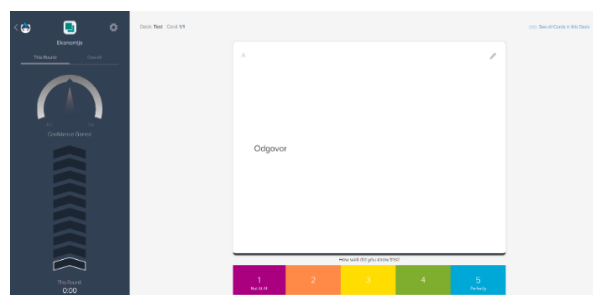 Ekonomija
This Round Overall
Confidence Gained
This Round
0:00
Deck: Test Card: 1/1
See all Cards in this Deck
A
Odgovor
How well did you know this?
1 2 3 4 5
Not At All Perfectly